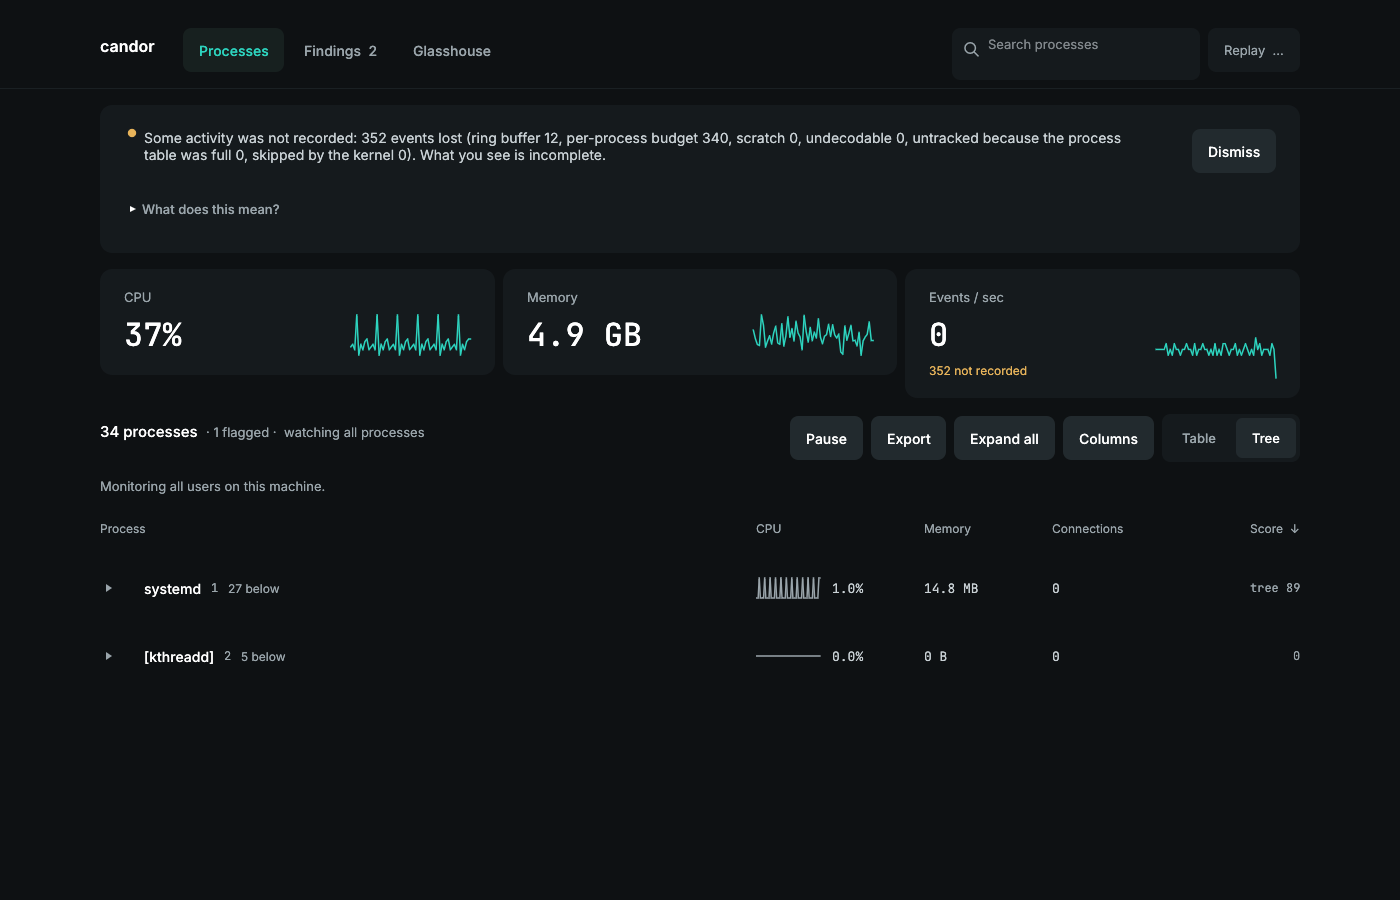 candor
Processes
Findings 2
Glasshouse
Search processes
Replay ...
Some activity was not recorded: 352 events lost (ring buffer 12, per-process budget 340, scratch 0, undecodable 0, untracked because the process
table was full 0, skipped by the kernel 0). What you see is incomplete.
Dismiss
What does this mean?
CPU
37%
Memory
4.9 GB
Events / sec
0
352 not recorded
34 processes · 1 flagged · watching all processes
Pause
Export
Expand all
Columns
Table
Tree
Monitoring all users on this machine.
Process CPU Memory Connections Score ↓
systemd 1 27 below 1.0% 14.8 MB 0 tree 89
[kthreadd] 2 5 below 0.0% 0 B 0 0